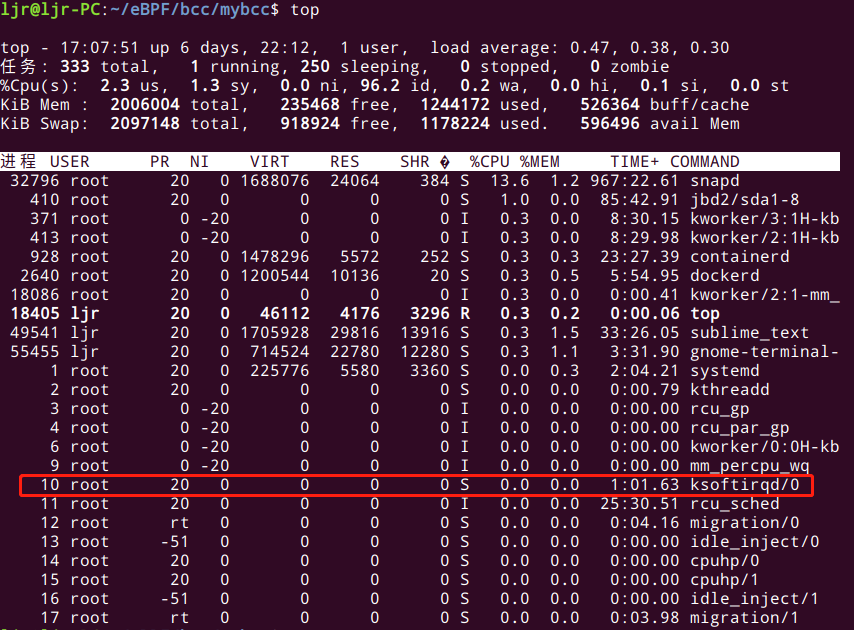 ljr@ljr-PC:~/eBPF/bcc/mybcc$ top
top - 17:07:51 up 6 days, 22:12, 1 user, load average: 0.47, 0.38, 0.30
任务: 333 total, 1 running, 250 sleeping, 0 stopped, 0 zombie
%Cpu(s): 2.3 us, 1.3 sy, 0.0 ni, 96.2 id, 0.2 wa, 0.0 hi, 0.1 si, 0.0 st
KiB Mem : 2006004 total, 235468 free, 1244172 used, 526364 buff/cache
KiB Swap: 2097148 total, 918924 free, 1178224 used. 596496 avail Mem
进程 USER PR NI VIRT RES SHR � %CPU %MEM TIME+ COMMAND
32796 root 20 0 1688076 24064 384 S 13.6 1.2 967:22.61 snapd
410 root 20 0 0 0 0 S 1.0 0.0 85:42.91 jbd2/sda1-8
371 root 0 -20 0 0 0 I 0.3 0.0 8:30.15 kworker/3:1H-kb
413 root 0 -20 0 0 0 I 0.3 0.0 8:29.98 kworker/2:1H-kb
928 root 20 0 1478296 5572 252 S 0.3 0.3 23:27.39 containerd
2640 root 20 0 1200544 10136 20 S 0.3 0.5 5:54.95 dockerd
18086 root 20 0 0 0 0 I 0.3 0.0 0:00.41 kworker/2:1-mm_
18405 ljr 20 0 46112 4176 3296 R 0.3 0.2 0:00.06 top
49541 ljr 20 0 1705928 29816 13916 S 0.3 1.5 33:26.05 sublime_text
55455 ljr 20 0 714524 22780 12280 S 0.3 1.1 3:31.90 gnome-terminal-
1 root 20 0 225776 5580 3360 S 0.0 0.3 2:04.21 systemd
2 root 20 0 0 0 0 S 0.0 0.0 0:00.79 kthreadd
3 root 0 -20 0 0 0 I 0.0 0.0 0:00.00 rcu_gp
4 root 0 -20 0 0 0 I 0.0 0.0 0:00.00 rcu_par_gp
6 root 0 -20 0 0 0 I 0.0 0.0 0:00.00 kworker/0:0H-kb
9 root 0 -20 0 0 0 I 0.0 0.0 0:00.00 mm_percpu_wq
10 root 20 0 0 0 0 S 0.0 0.0 1:01.63 ksoftirqd/0
11 root 20 0 0 0 0 I 0.0 0.0 25:30.51 rcu_sched
12 root rt 0 0 0 0 S 0.0 0.0 0:04.16 migration/0
13 root -51 0 0 0 0 S 0.0 0.0 0:00.00 idle_inject/0
14 root 20 0 0 0 0 S 0.0 0.0 0:00.00 cpuhp/0
15 root 20 0 0 0 0 S 0.0 0.0 0:00.00 cpuhp/1
16 root -51 0 0 0 0 S 0.0 0.0 0:00.00 idle_inject/1
17 root rt 0 0 0 0 S 0.0 0.0 0:03.98 migration/1